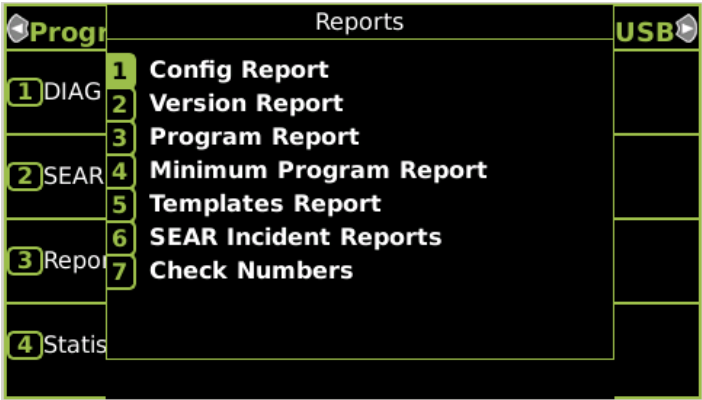 Reports
Progr
USB
1 Config Report
2 Version Report
3 Program Report
4 Minimum Program Report
5 Templates Report
6 SEAR Incident Reports
7 Check Numbers
1 DIAG
2 SEAR
3 Repor
4 Statis